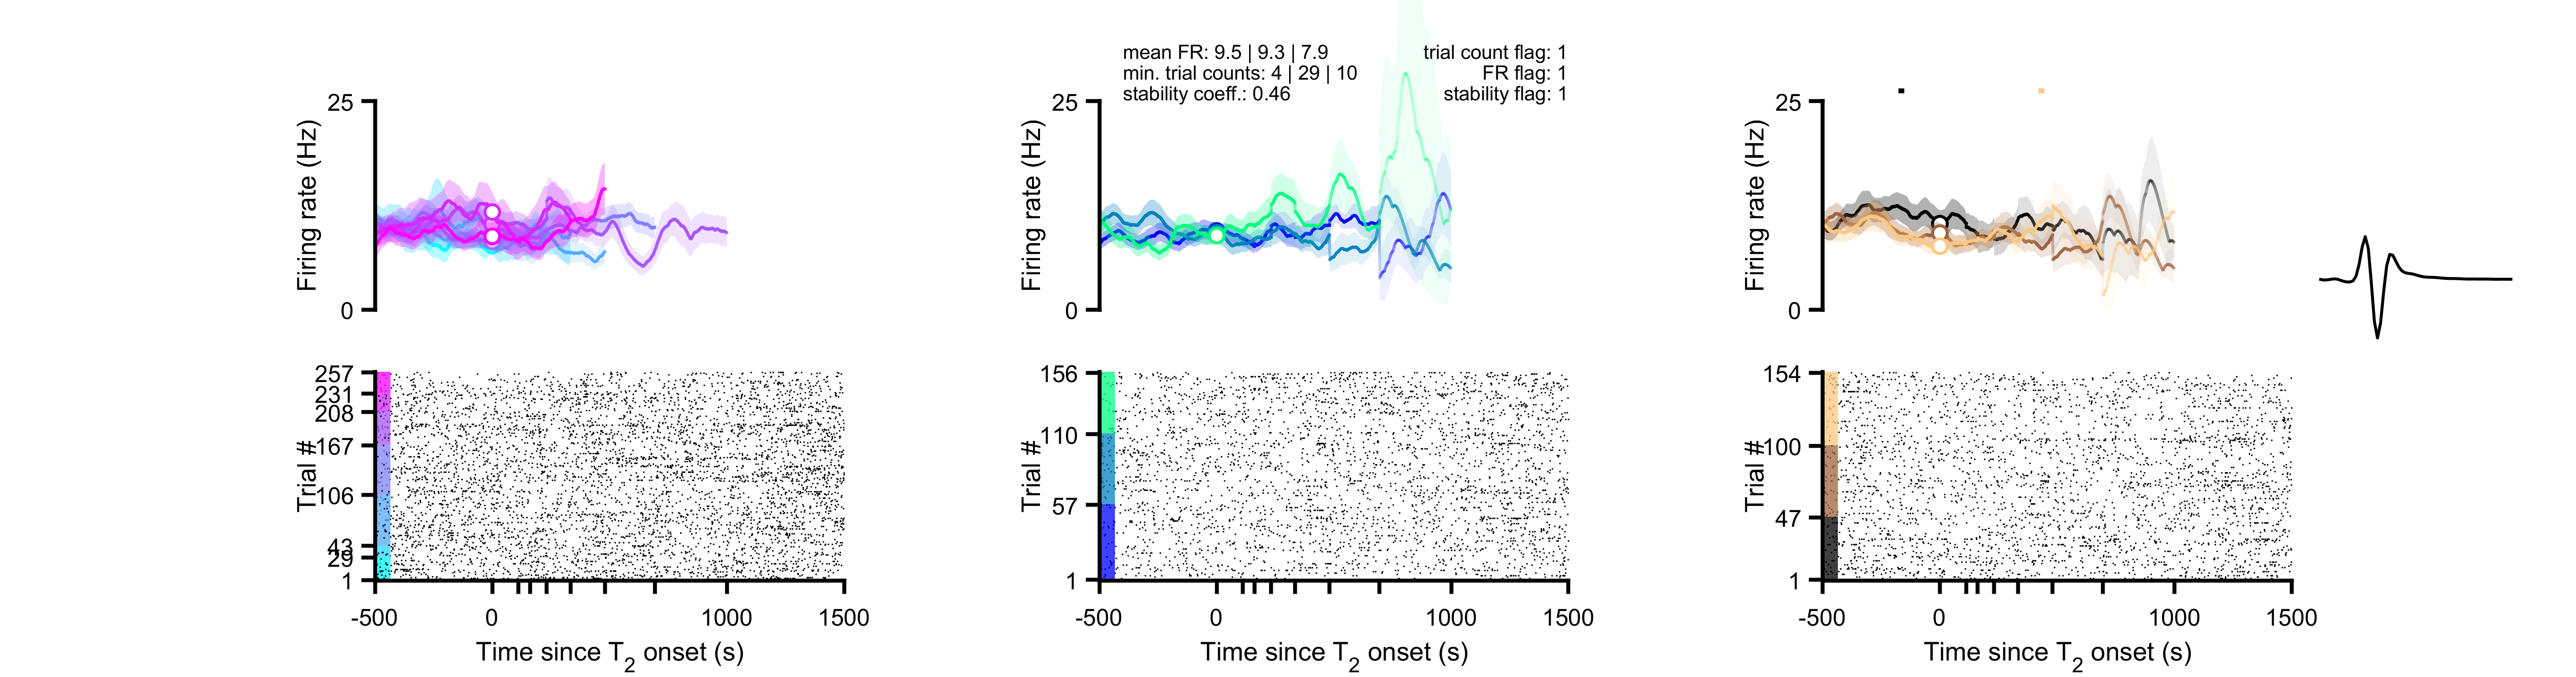 mean FR: 9.5 | 9.3 | 7.9
min. trial counts: 4 | 29 | 10
stability coeff.: 0.46
trial count flag: 1
FR flag: 1
stability flag: 1
25
Firing rate (Hz)
0
25
Firing rate (Hz)
0
25
Firing rate (Hz)
0
257
231
208
167
106
43
29
1
Trial #
-500
0
1000
1500
Time since T2 onset (s)
156
110
57
1
Trial #
-500
0
1000
1500
Time since T2 onset (s)
154
100
47
1
Trial #
-500
0
1000
1500
Time since T2 onset (s)